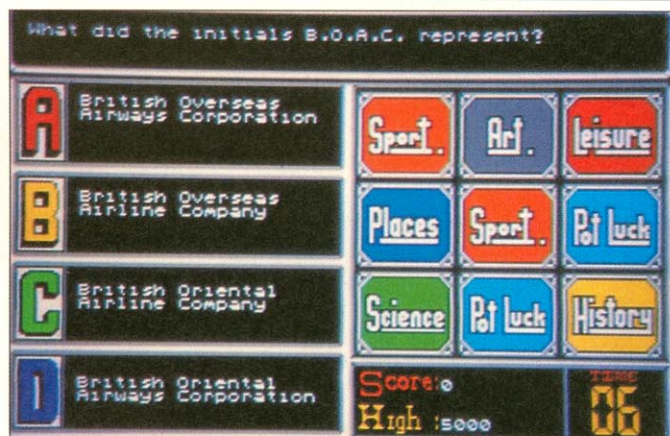 What did the initials B.O.A.C. represent?
A
British Overseas
Airways Corporation
B
British Overseas
Airline Company
C
British Oriental
Airline Company
D
British Oriental
Airways Corporation
Sport.
Art.
Leisure
Places
Sport.
Pot Luck
Science
Pot Luck
History
Score:0
High :5000
TIME
06